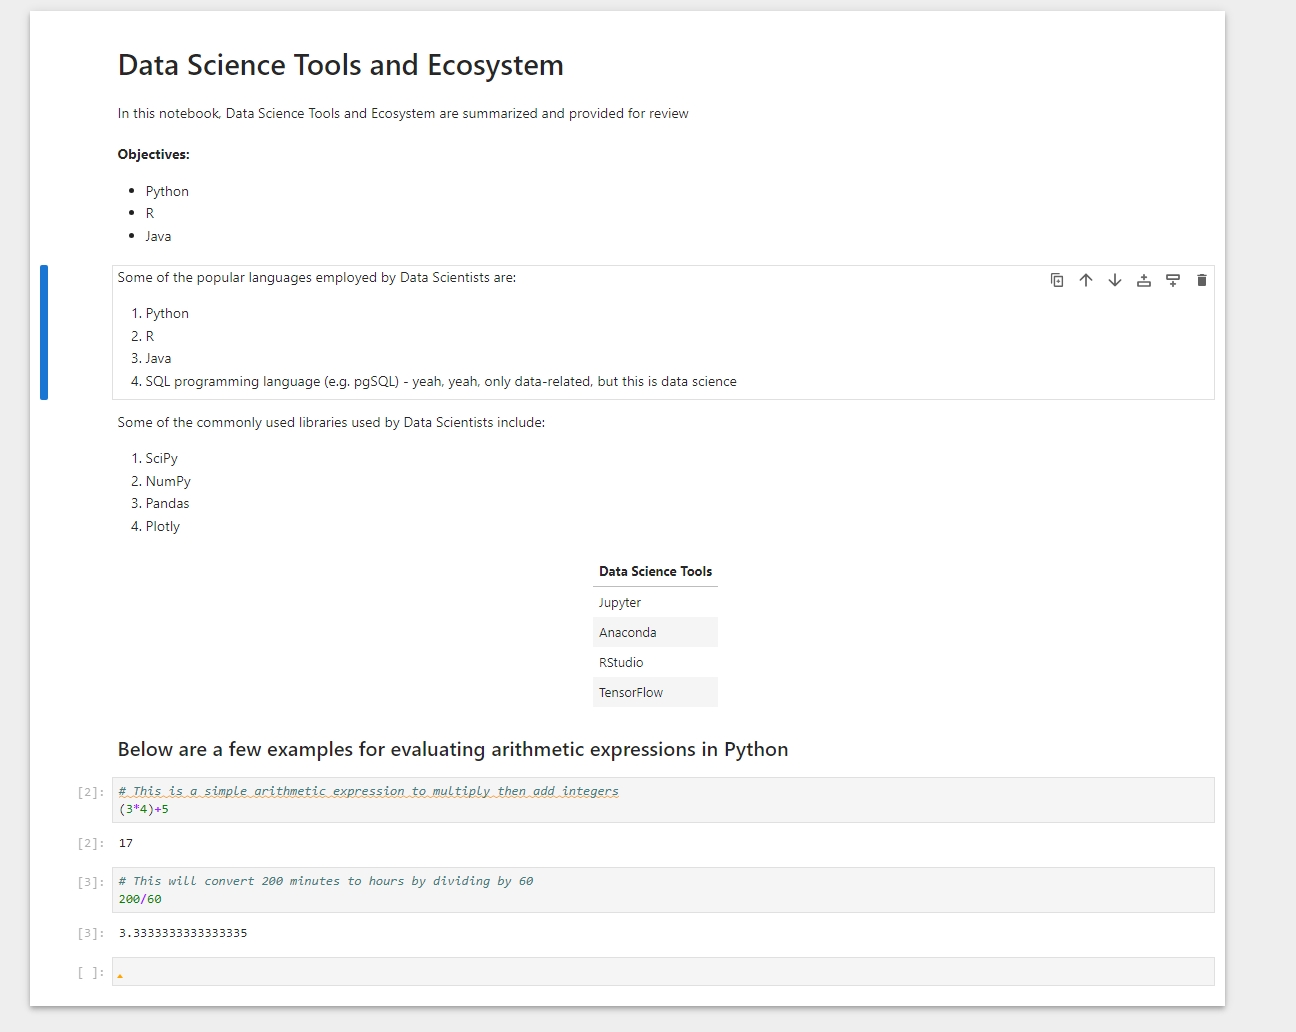 Data Science Tools and Ecosystem
In this notebook, Data Science Tools and Ecosystem are summarized and provided for review
Objectives:
• Python
• R
• Java
Some of the popular languages employed by Data Scientists are:
1. Python
2. R
3. Java
4. SQL programming language (e.g. pgSQL) - yeah, yeah, only data-related, but this is data science
Some of the commonly used libraries used by Data Scientists include:
1. SciPy
2. NumPy
3. Pandas
4. Plotly
Data Science Tools
Jupyter
Anaconda
RStudio
TensorFlow
Below are a few examples for evaluating arithmetic expressions in Python
[2]: # This is a simple arithmetic expression to multiply then add integers
(3*4)+5
[2]: 17
[3]: # This will convert 200 minutes to hours by dividing by 60
200/60
[3]: 3.3333333333333335
[ ]: